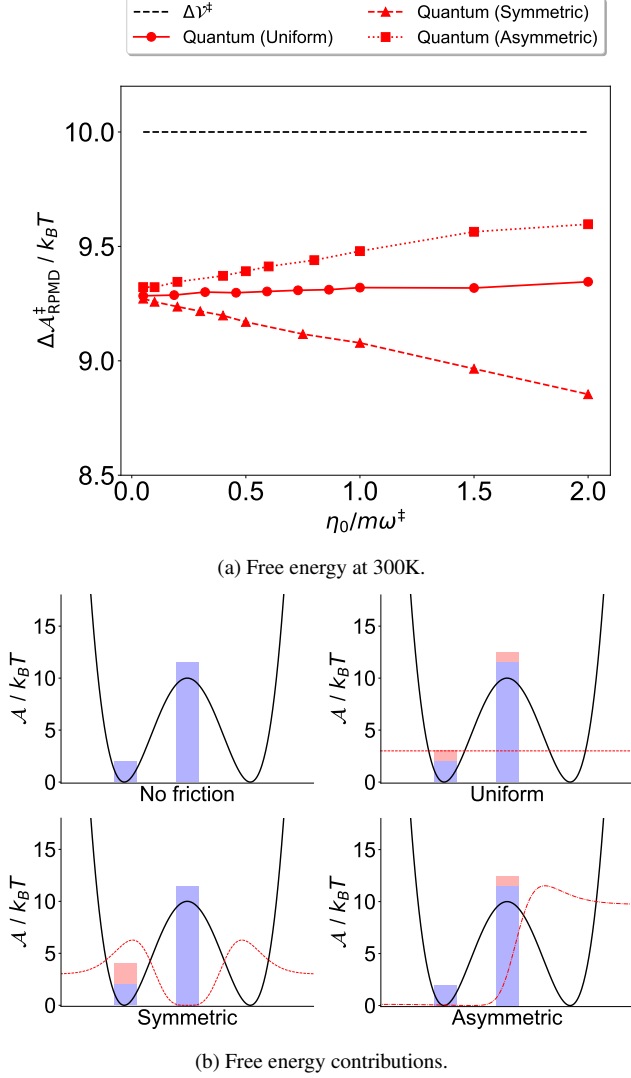 Δ𝒱‡
Quantum (Uniform)
Quantum (Symmetric)
Quantum (Asymmetric)
10.0
9.5
9.0
8.5
Δ𝒜‡RPMD / kBT
0.0 0.5 1.0 1.5 2.0
η0/mω‡
(a) Free energy at 300K.
15
10
5
0
𝒜 / kBT
No friction
15
10
5
0
𝒜 / kBT
Uniform
15
10
5
0
𝒜 / kBT
Symmetric
15
10
5
0
𝒜 / kBT
Asymmetric
(b) Free energy contributions.